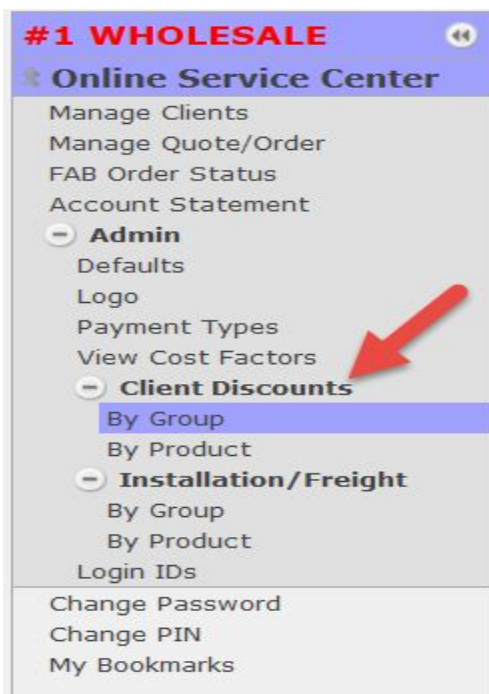 #1 WHOLESALE
Online Service Center
Manage Clients
Manage Quote/Order
FAB Order Status
Account Statement
Admin
Defaults
Logo
Payment Types
View Cost Factors
Client Discounts
By Group
By Product
Installation/Freight
By Group
By Product
Login IDs
Change Password
Change PIN
My Bookmarks